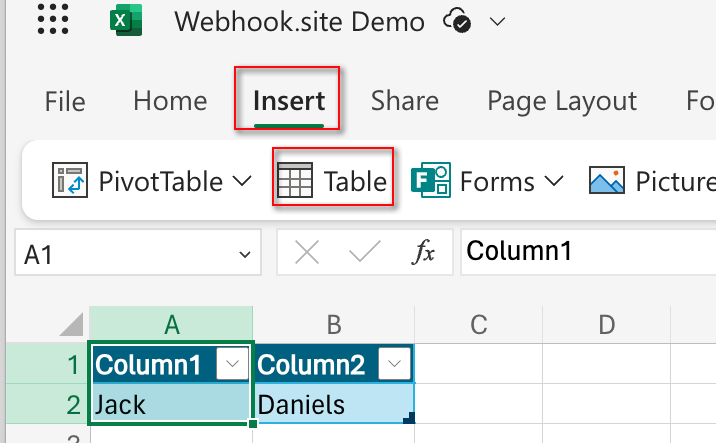 X Webhook.site Demo
File Home Insert Share Page Layout Fo
PivotTable Table F Forms Picture
A1 fx Column1
A B C D
1 Column1 Column2
2 Jack Daniels